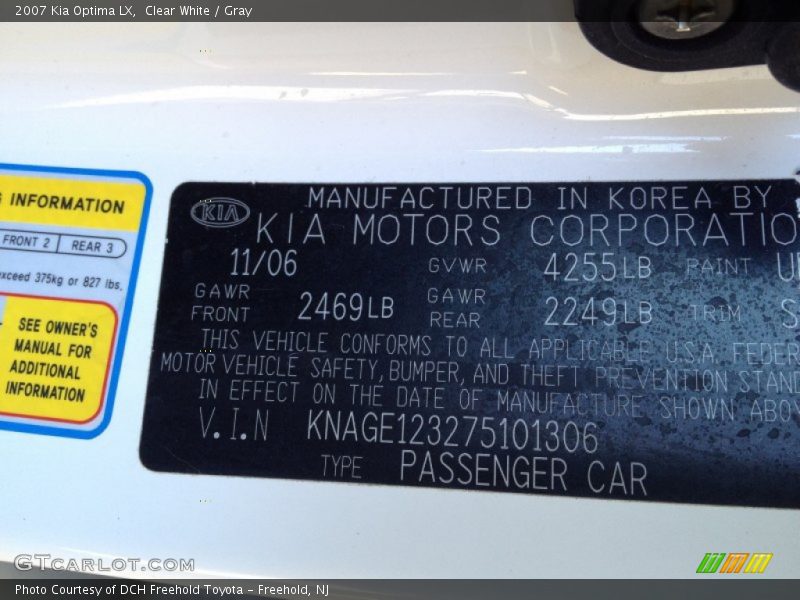 2007 Kia Optima LX, Clear White / Gray
G INFORMATION
FRONT 2 | REAR 3
exceed 375kg or 827 lbs.
SEE OWNER'S
MANUAL FOR
ADDITIONAL
INFORMATION
MANUFACTURED IN KOREA BY
KIA KIA MOTORS CORPORATIO
11/06 GVWR 4255LB PAINT U
GAWR FRONT 2469LB GAWR REAR 2249LB TRIM S
THIS VEHICLE CONFORMS TO ALL APPLICABLE U.S.A. FEDER
MOTOR VEHICLE SAFETY, BUMPER, AND THEFT PREVENTION STAND
IN EFFECT ON THE DATE OF MANUFACTURE SHOWN ABOV
V.I.N KNAGE123275101306
TYPE PASSENGER CAR
GTCarLot.com
Photo Courtesy of DCH Freehold Toyota - Freehold, NJ